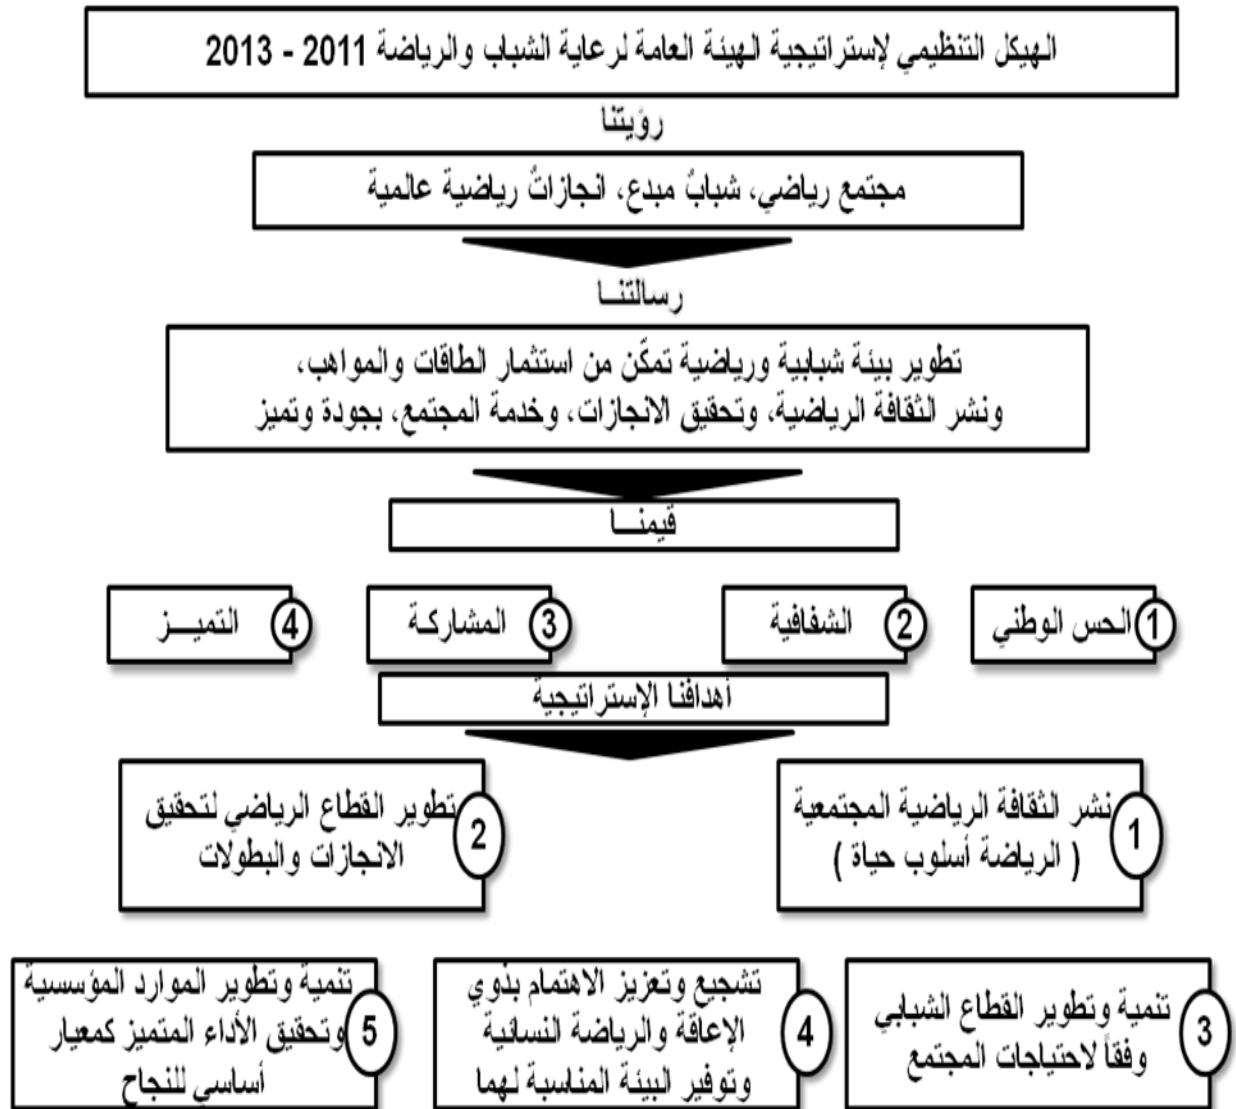 الهيكل التنظيمي لإستراتيجية الهيئة العامة لرعاية الشباب والرياضة 2011 - 2013
رؤيتنا
مجتمع رياضي، شبابٌ مبدع، انجازاتٌ رياضية عالمية
رسالتنــا
تطوير بيئة شبابية ورياضية تمكّن من استثمار الطاقات والمواهب،
ونشر الثقافة الرياضية، وتحقيق الانجازات، وخدمة المجتمع، بجودة وتميز
قيمنــا
1 الحس الوطني
2 الشفافية
3 المشاركة
4 التميــز
أهدافنا الإستراتيجية
1
نشر الثقافة الرياضية المجتمعية
( الرياضة أسلوب حياة )
2
تطوير القطاع الرياضي لتحقيق
الانجازات والبطولات
3
تنمية وتطوير القطاع الشبابي
وفقاً لاحتياجات المجتمع
4
تشجيع وتعزيز الاهتمام بذوي
الإعاقة والرياضة النسائية
وتوفير البيئة المناسبة لهما
5
تنمية وتطوير الموارد المؤسسية
وتحقيق الأداء المتميز كمعيار
أساسي للنجاح